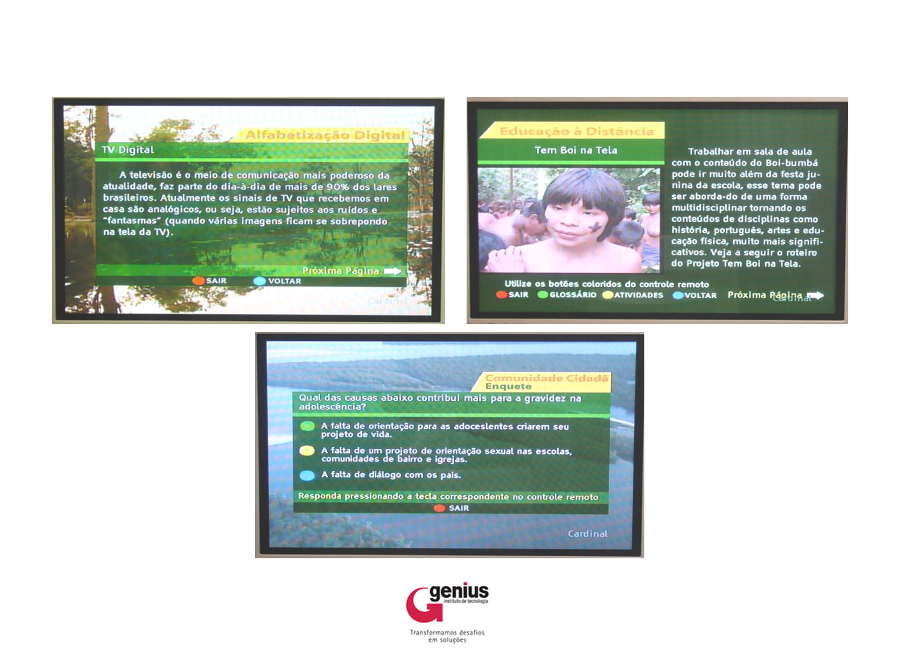 Alfabetização Digital
TV Digital
A televisão é o meio de comunicação mais poderoso da
atualidade, faz parte do dia-à-dia de mais de 90% dos lares
brasileiros. Atualmente os sinais de TV que recebemos em
casa são analógicos, ou seja, estão sujeitos aos ruídos e
"fantasmas" (quando várias imagens ficam se sobrepondo
na tela da TV).
Próxima Página
SAIR VOLTAR
Cardinal
Educação à Distância
Tem Boi na Tela
Trabalhar em sala de aula
com o conteúdo do Boi-bumbá
pode ir muito além da festa ju-
nina da escola, esse tema pode
ser aborda-do de uma forma
multidisciplinar tornando os
conteúdos de disciplinas como
história, português, artes e edu-
cação física, muito mais signifi-
cativos. Veja a seguir o roteiro
do Projeto Tem Boi na Tela.
Utilize os botões coloridos do controle remoto
SAIR GLOSSÁRIO ATIVIDADES VOLTAR Próxima Página
Cardinal
Comunidade Cidadã
Enquete
Qual das causas abaixo contribui mais para a gravidez na
adolescência?
A falta de orientação para as adoceslentes criarem seu
projeto de vida.
A falta de um projeto de orientação sexual nas escolas,
comunidades de bairro e igrejas.
A falta de diálogo com os pais.
Responda pressionando a tecla correspondente no controle remoto
SAIR
Cardinal
genius
instituto de tecnologia
Transformamos desafios
em soluções